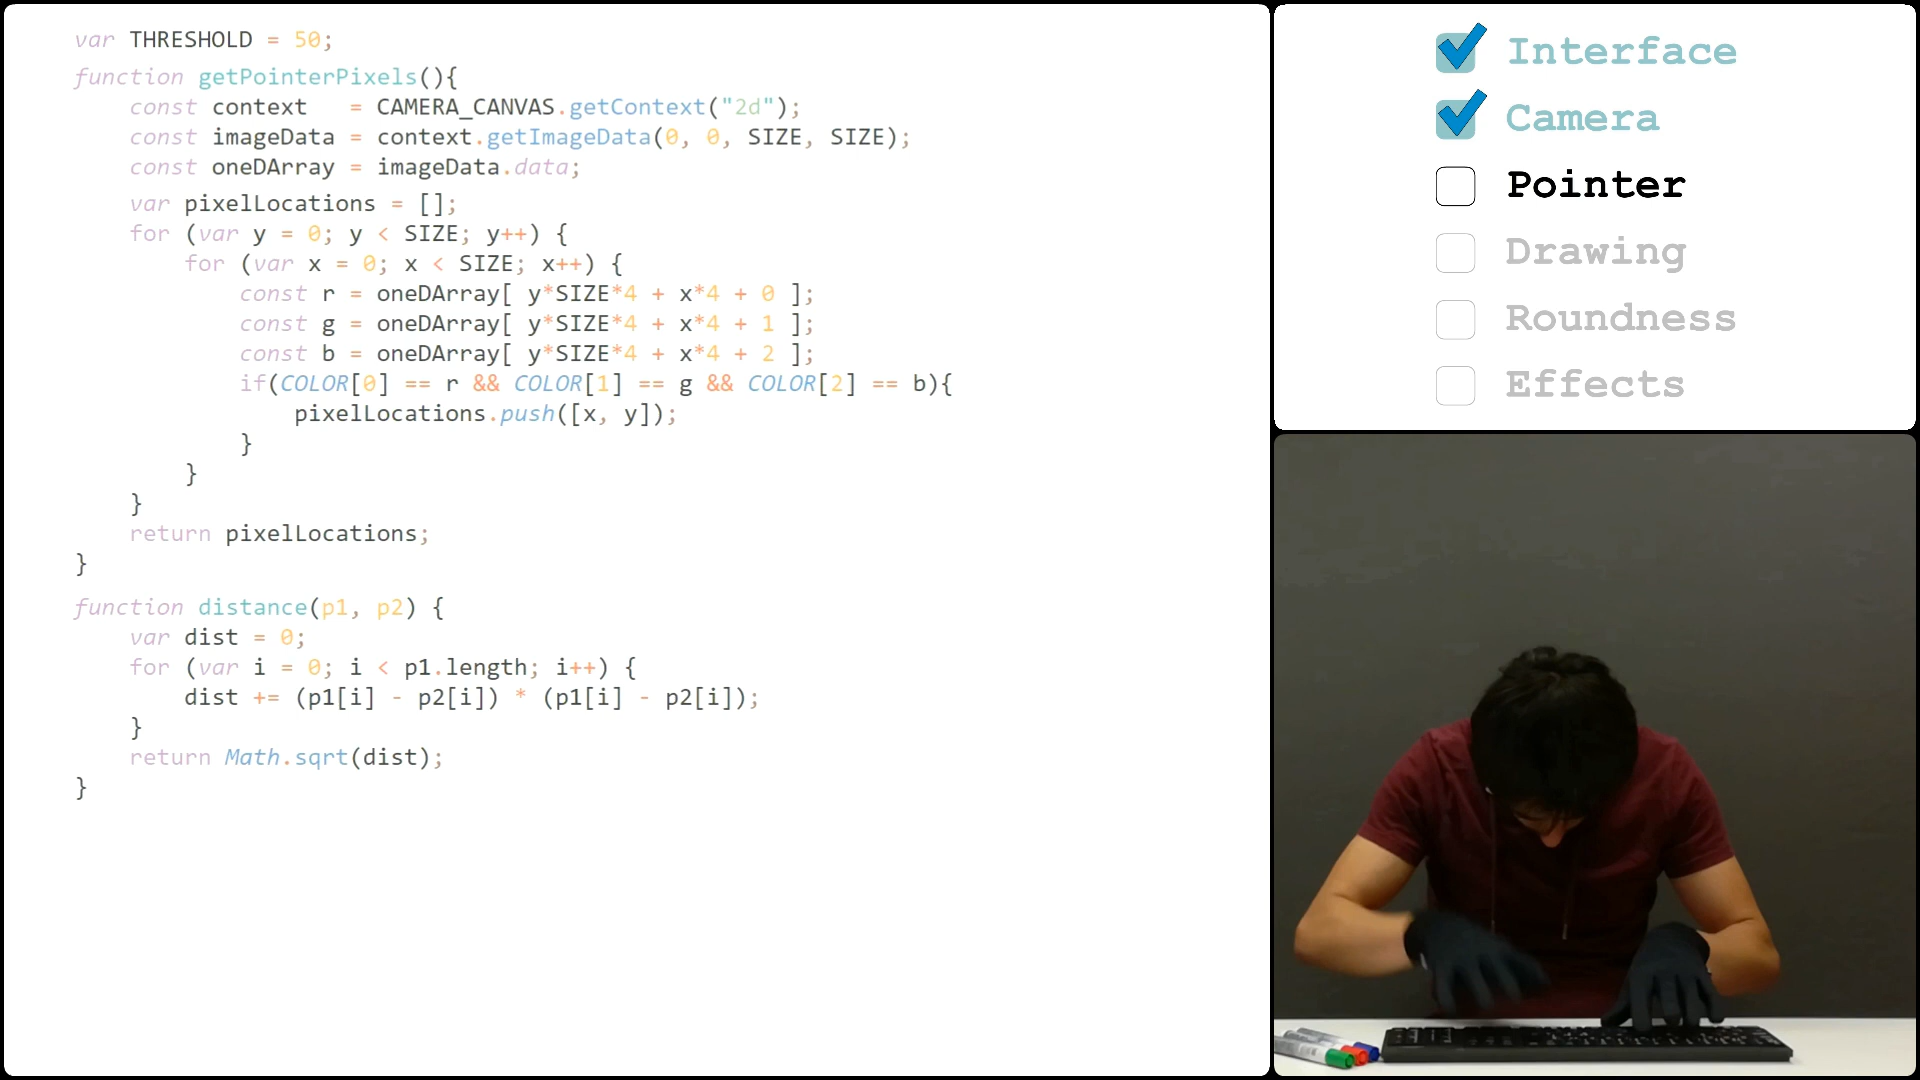 var THRESHOLD = 50;
function getPointerPixels(){
const context   = CAMERA_CANVAS.getContext("2d");
const imageData = context.getImageData(0, 0, SIZE, SIZE);
const oneDArray = imageData.data;
var pixelLocations = [];
for (var y = 0; y < SIZE; y++) {
for (var x = 0; x < SIZE; x++) {
const r = oneDArray[ y*SIZE*4 + x*4 + 0 ];
const g = oneDArray[ y*SIZE*4 + x*4 + 1 ];
const b = oneDArray[ y*SIZE*4 + x*4 + 2 ];
if(COLOR[0] == r && COLOR[1] == g && COLOR[2] == b){
pixelLocations.push([x, y]);
}
}
}
return pixelLocations;
}
function distance(p1, p2) {
var dist = 0;
for (var i = 0; i < p1.length; i++) {
dist += (p1[i] - p2[i]) * (p1[i] - p2[i]);
}
return Math.sqrt(dist);
}
Interface
Camera
Pointer
Drawing
Roundness
Effects